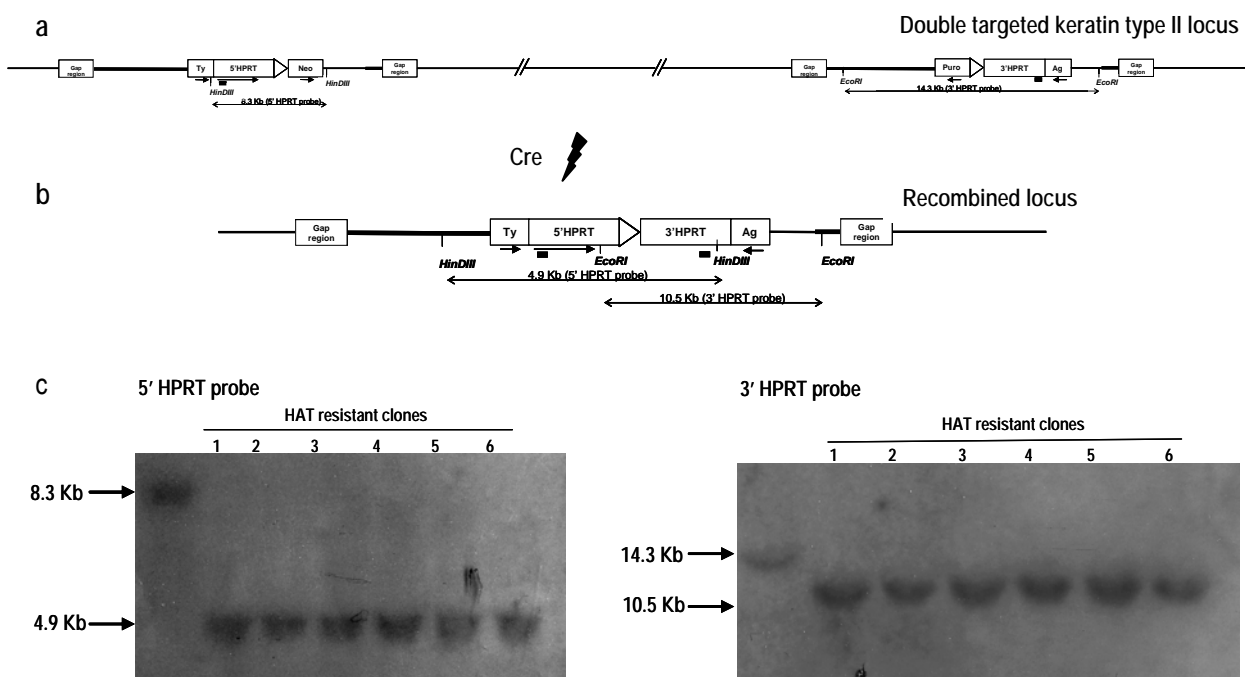 a
Double targeted keratin type II locus
Gap region
Ty
5'HPRT
Neo
Gap region
Gap region
Puro
3'HPRT
Ag
Gap region
HinDIII
HinDIII
EcoRI
EcoRI
8.3 Kb (5' HPRT probe)
14.3 Kb (3' HPRT probe)
Cre
b
Recombined locus
Gap region
Ty
5'HPRT
3'HPRT
Ag
Gap region
HinDIII
EcoRI
HinDIII
EcoRI
4.9 Kb (5' HPRT probe)
10.5 Kb (3' HPRT probe)
c
5' HPRT probe
HAT resistant clones
1 2 3 4 5 6
8.3 Kb
4.9 Kb
3' HPRT probe
HAT resistant clones
1 2 3 4 5 6
14.3 Kb
10.5 Kb